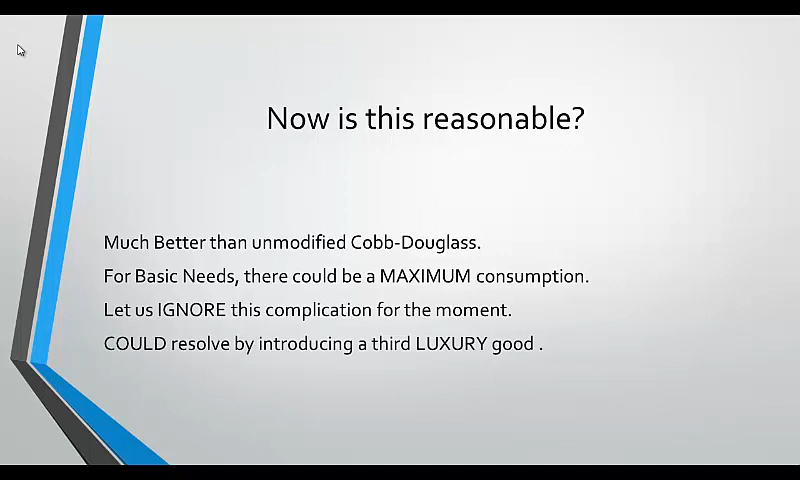 Now is this reasonable?
Much Better than unmodified Cobb-Douglass.
For Basic Needs, there could be a MAXIMUM consumption.
Let us IGNORE this complication for the moment.
COULD resolve by introducing a third LUXURY good .